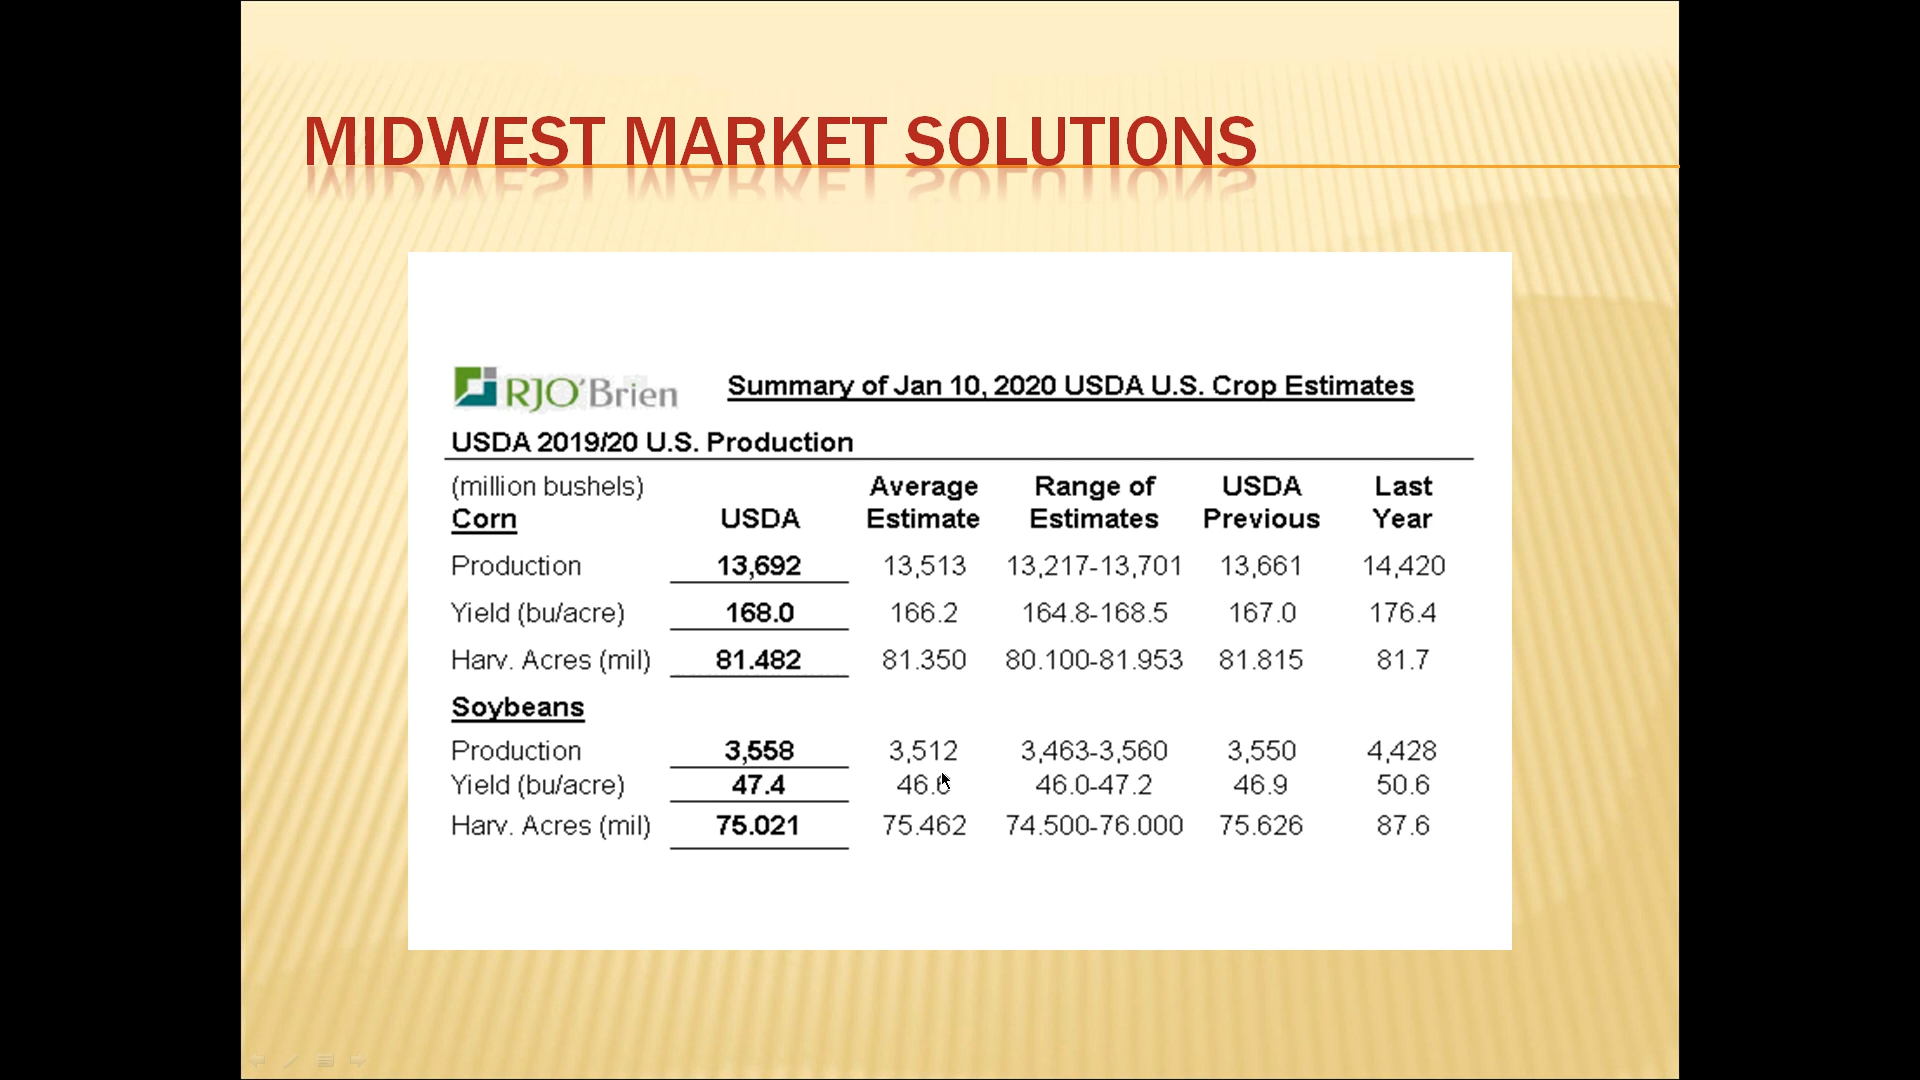 MIDWEST MARKET SOLUTIONS
RJO'Brien
Summary of Jan 10, 2020 USDA U.S. Crop Estimates
USDA 2019/20 U.S. Production
(million bushels) Average Range of USDA Last
Corn USDA Estimate Estimates Previous Year
Production 13,692 13,513 13,217-13,701 13,661 14,420
Yield (bu/acre) 168.0 166.2 164.8-168.5 167.0 176.4
Harv. Acres (mil) 81.482 81.350 80.100-81.953 81.815 81.7
Soybeans
Production 3,558 3,512 3,463-3,560 3,550 4,428
Yield (bu/acre) 47.4 46.0-47.2 46.9 50.6
Harv. Acres (mil) 75.021 75.462 74.500-76.000 75.626 87.6